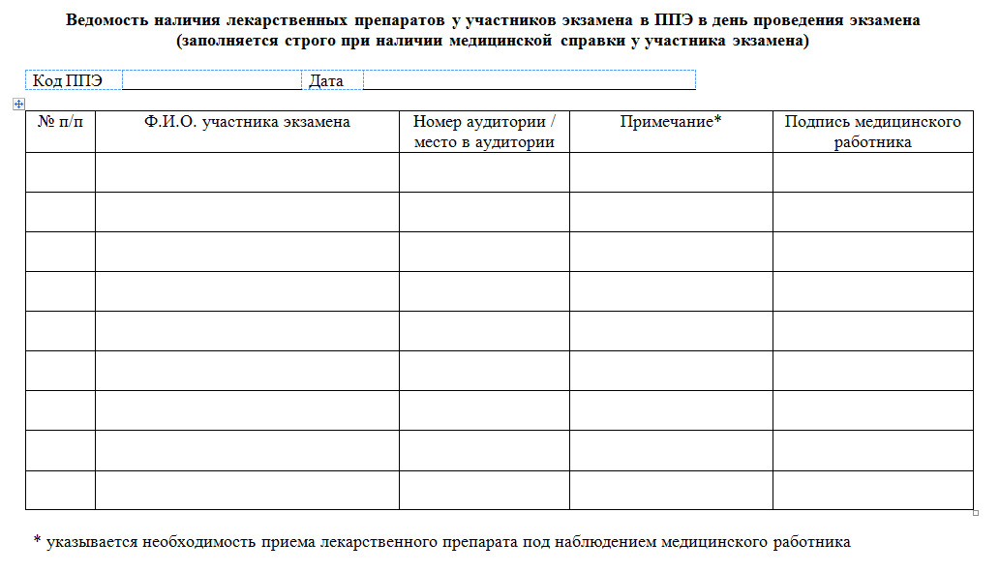 Ведомость наличия лекарственных препаратов у участников экзамена в ППЭ в день проведения экзамена
(заполняется строго при наличии медицинской справки у участника экзамена)
Код ППЭ Дата
№ п/п Ф.И.О. участника экзамена Номер аудитории / Примечание* Подпись медицинского
место в аудитории работника
* указывается необходимость приема лекарственного препарата под наблюдением медицинского работника